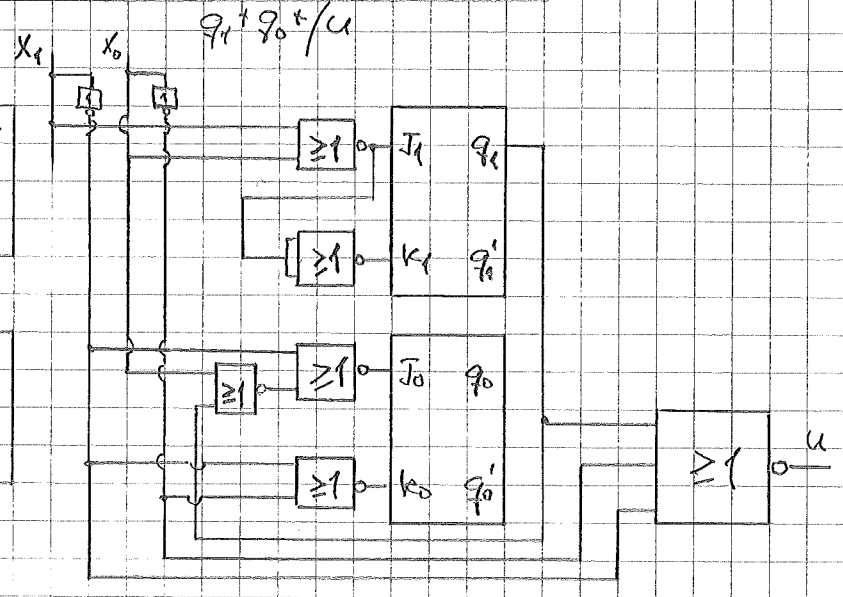 q₁⁺ q₀⁺/u
X₁ X₀
1 1
≥1 J₁ q₁
≥1 K₁ q₁'
≥1 J₀ q₀
≥1
u
≥1
≥1 K₀ q₀'